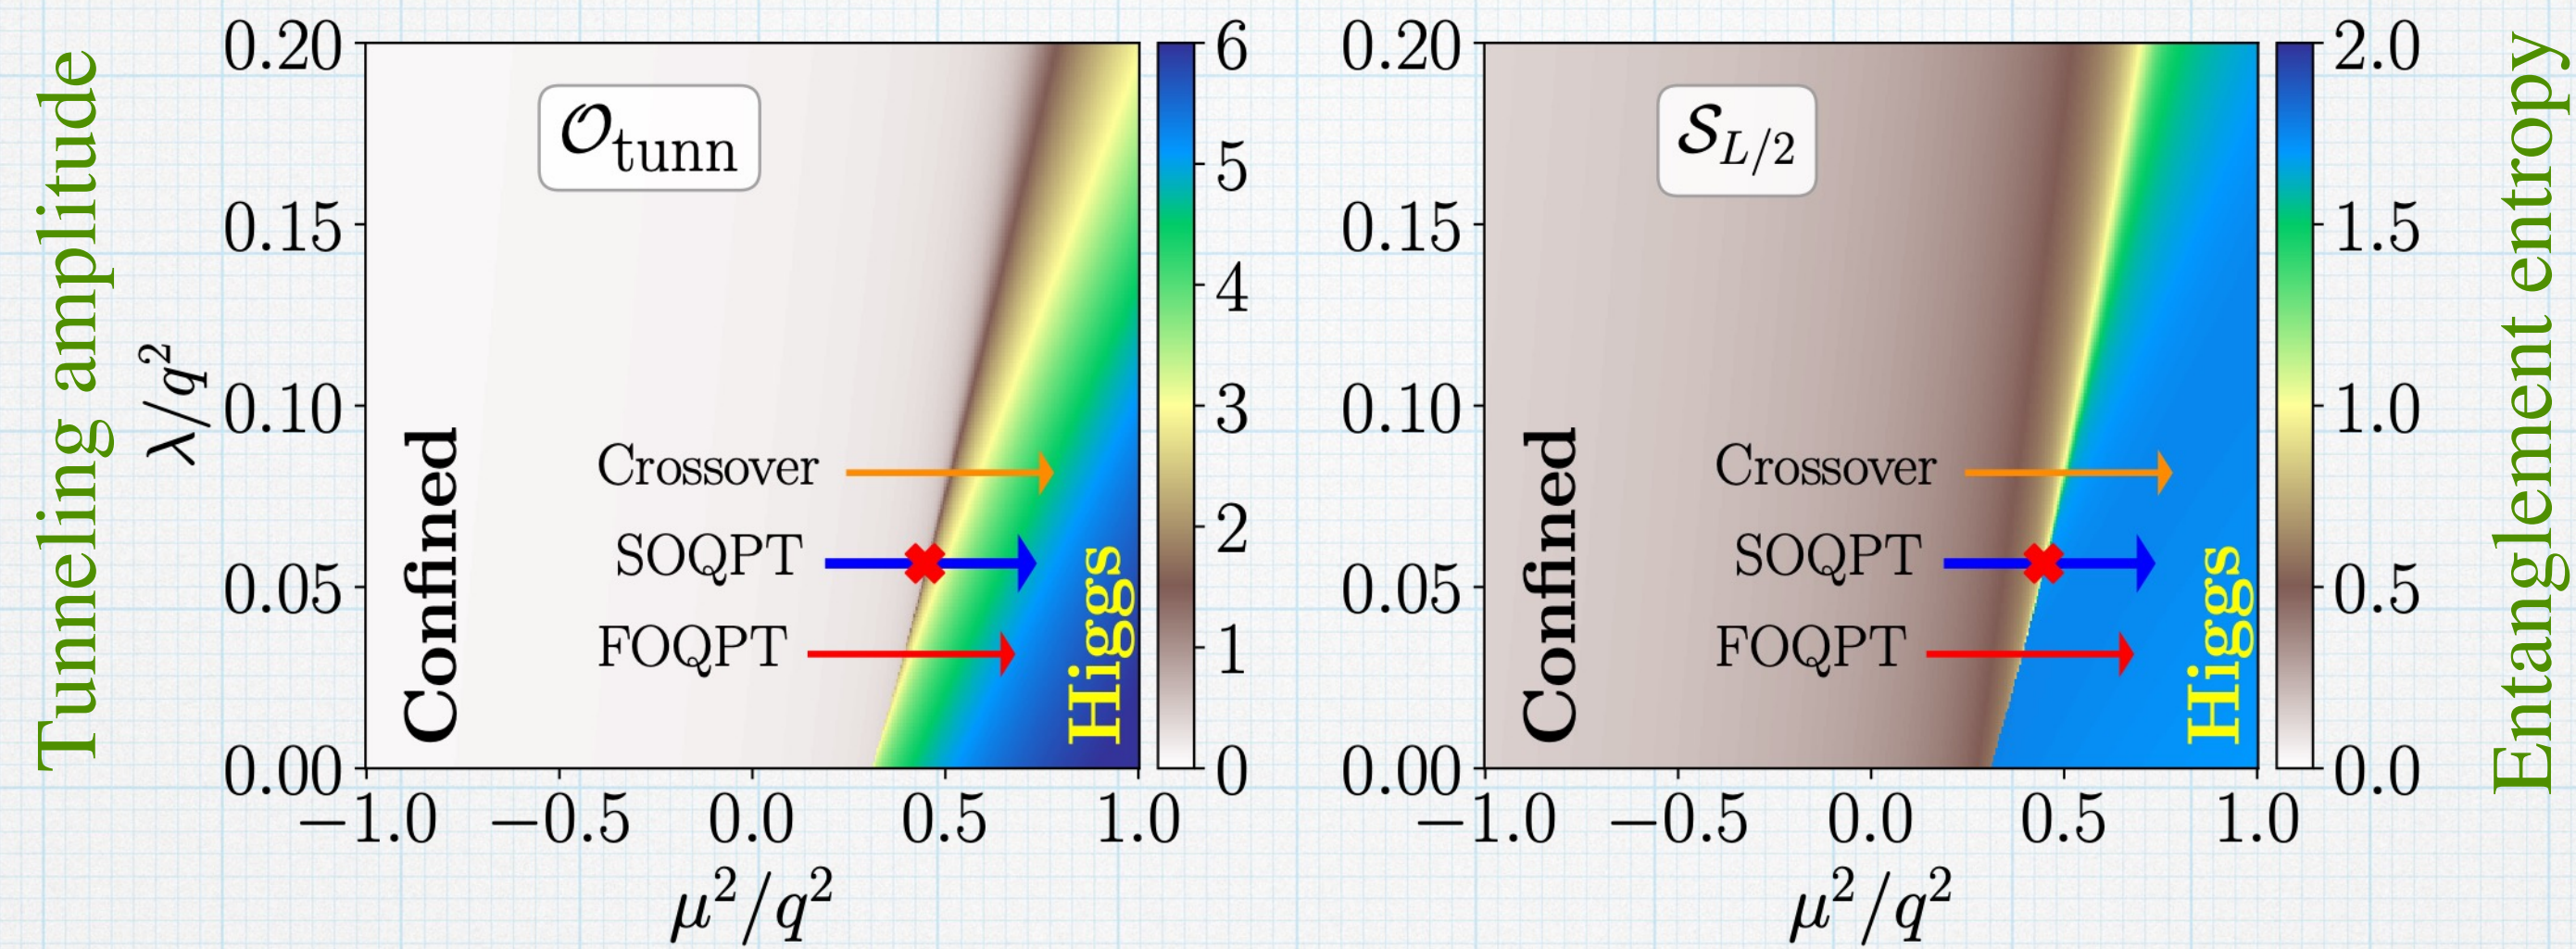 Tunneling amplitude
λ/q²
0.20
0.15
0.10
0.05
0.00
𝒪tunn
Confined
Crossover
SOQPT
FOQPT
Higgs
6
5
4
3
2
1
0
−1.0 −0.5 0.0 0.5 1.0
μ²/q²
0.20
0.15
0.10
0.05
0.00
𝒮L/2
Confined
Crossover
SOQPT
FOQPT
Higgs
2.0
1.5
1.0
0.5
0.0
−1.0 −0.5 0.0 0.5 1.0
μ²/q²
Entanglement entropy